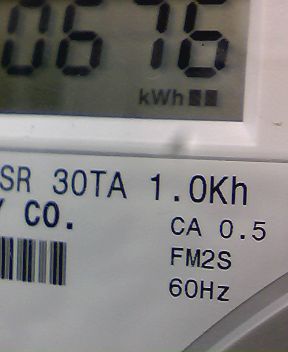 0676
kWh
SR 30TA 1.0Kh
Y CO.
CA 0.5
FM2S
60Hz